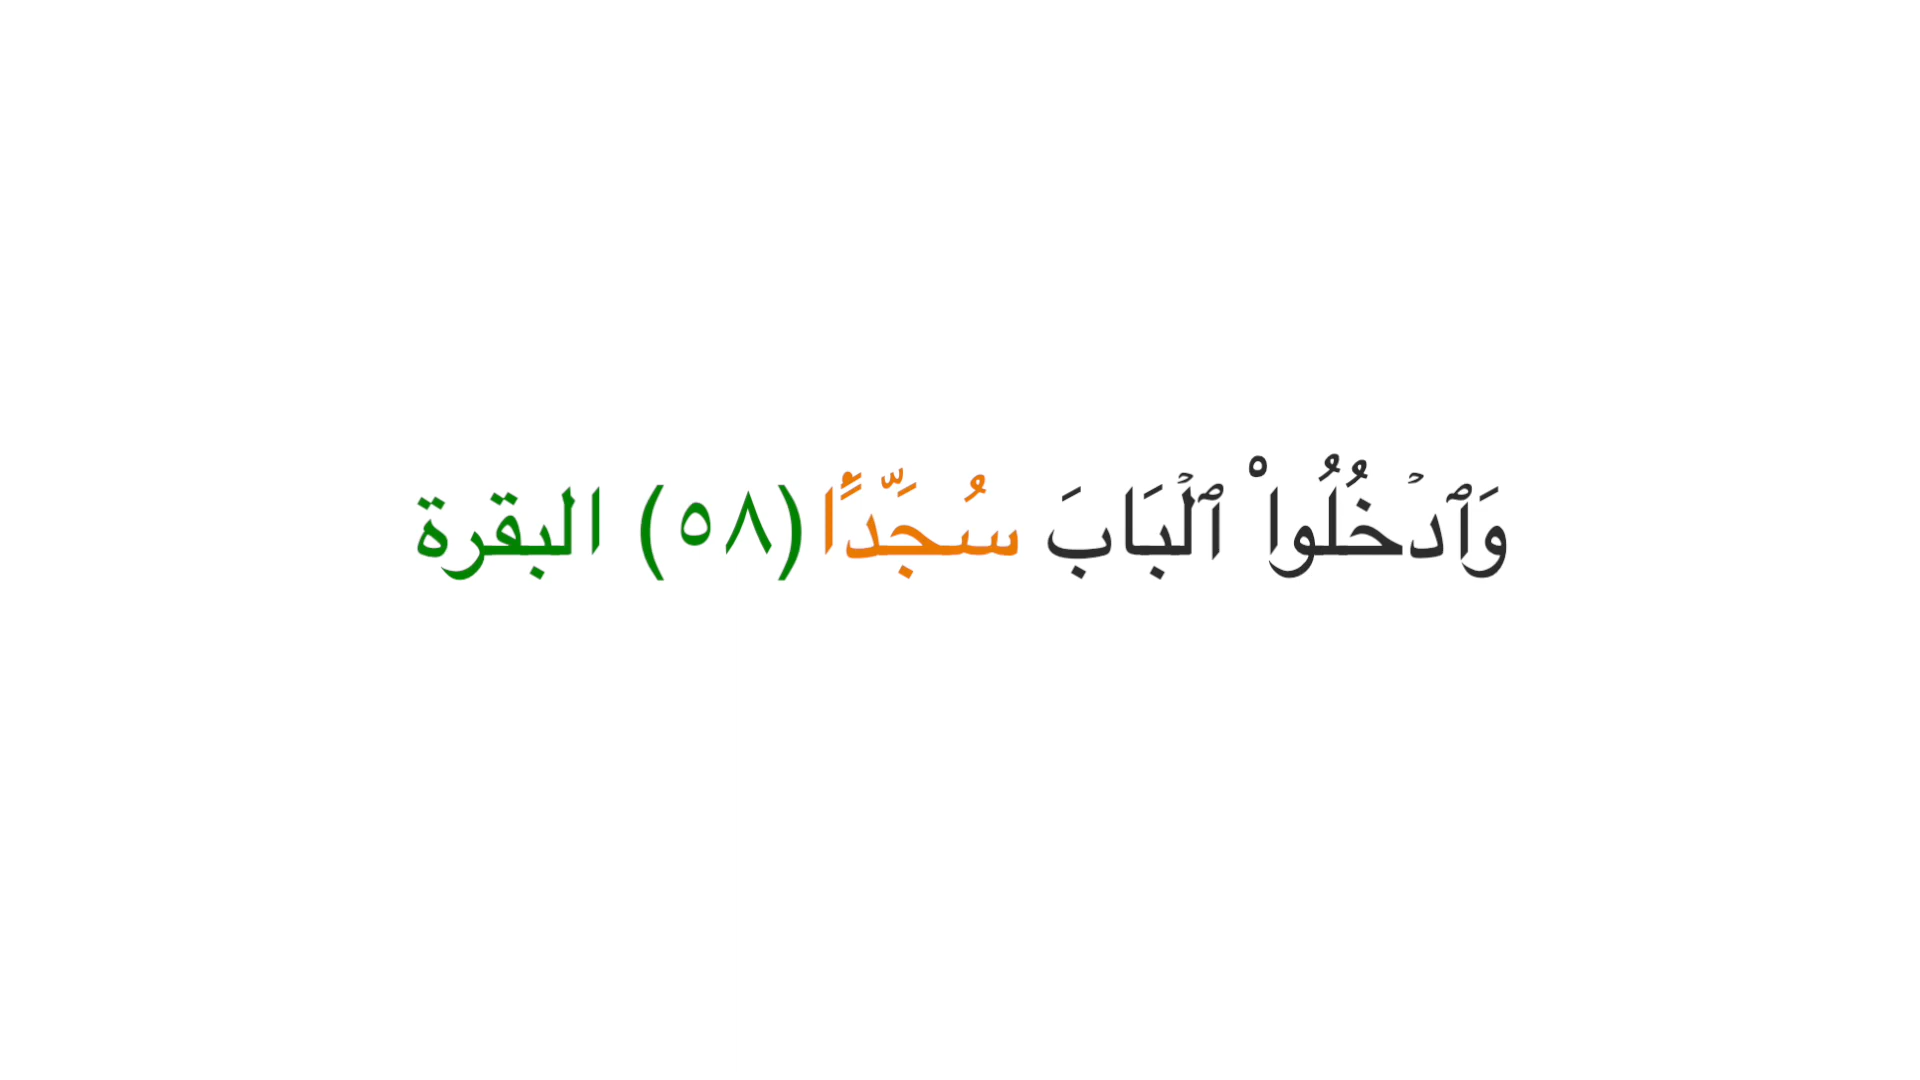 وَٱدۡخُلُواْ ٱلۡبَابَ سُجَّدًۭا (٥٨) البقرة